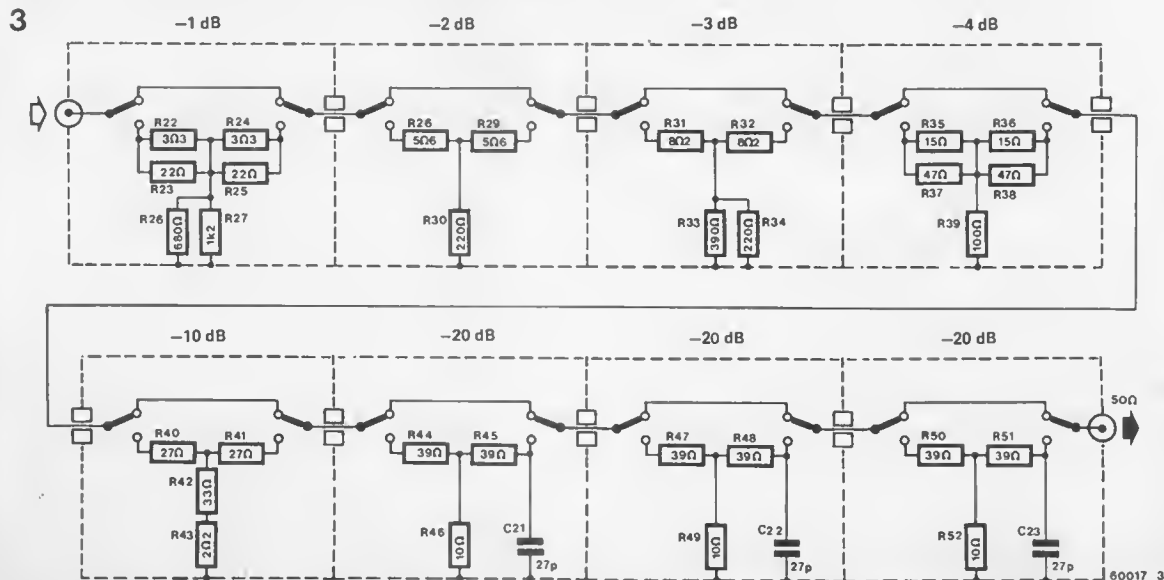 3
−1 dB
−2 dB
−3 dB
−4 dB
R22
3Ω3
R24
3Ω3
22Ω
R23
22Ω
R25
R26
680Ω
R27
1k2
R26
5Ω6
R29
5Ω6
R30
220Ω
R31
8Ω2
R32
8Ω2
R33
390Ω
220Ω
R34
R35
15Ω
R36
15Ω
47Ω
R37
47Ω
R38
R39
100Ω
−10 dB
−20 dB
−20 dB
−20 dB
R40
27Ω
R41
27Ω
R42
33Ω
R43
2Ω2
R44
39Ω
R45
39Ω
R46
10Ω
C21
27p
R47
39Ω
R48
39Ω
R49
10Ω
C22
27p
R50
39Ω
R51
39Ω
R52
10Ω
C23
27p
50Ω
60017 3